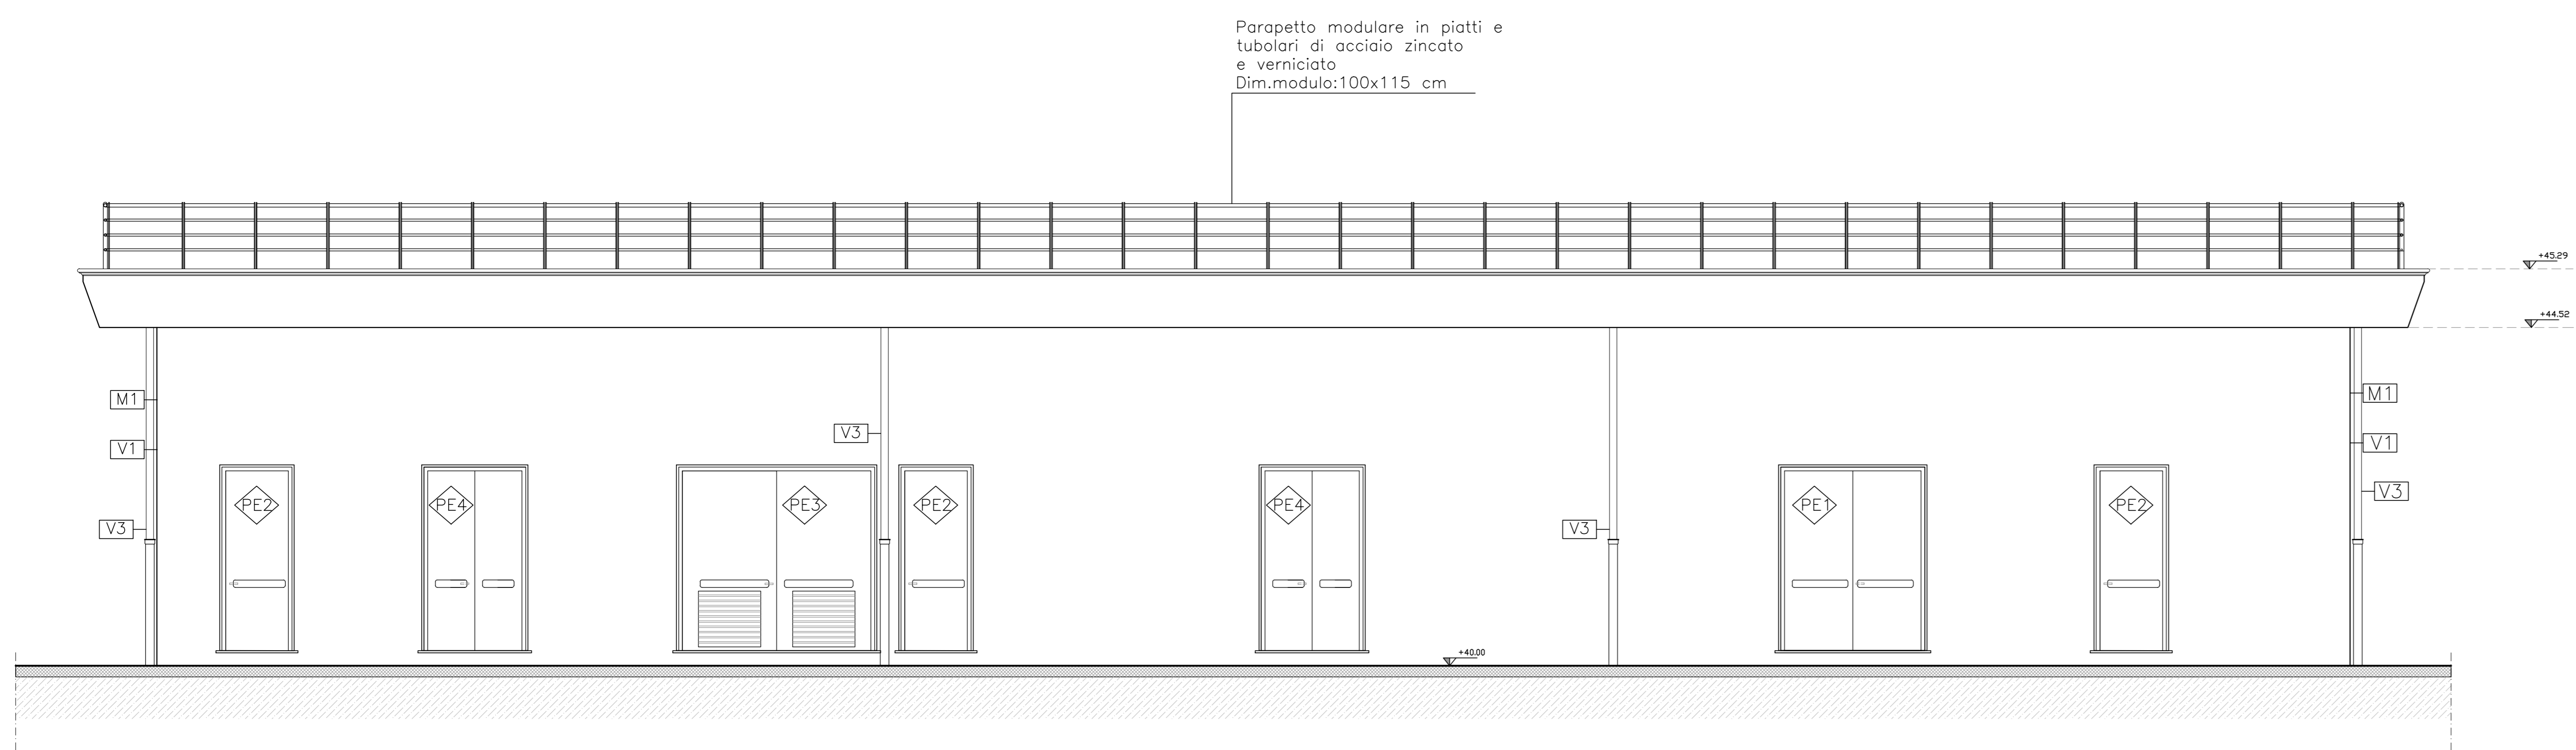 Parapetto modulare in piatti e
tubolari di acciaio zincato
e verniciato
Dim.modulo:100x115 cm
+45.29
+44.52
M1
M1
V3
V1
V1
PE2
PE4
PE3
PE2
PE4
PE1
PE2
V3
V3
V3
+40.00